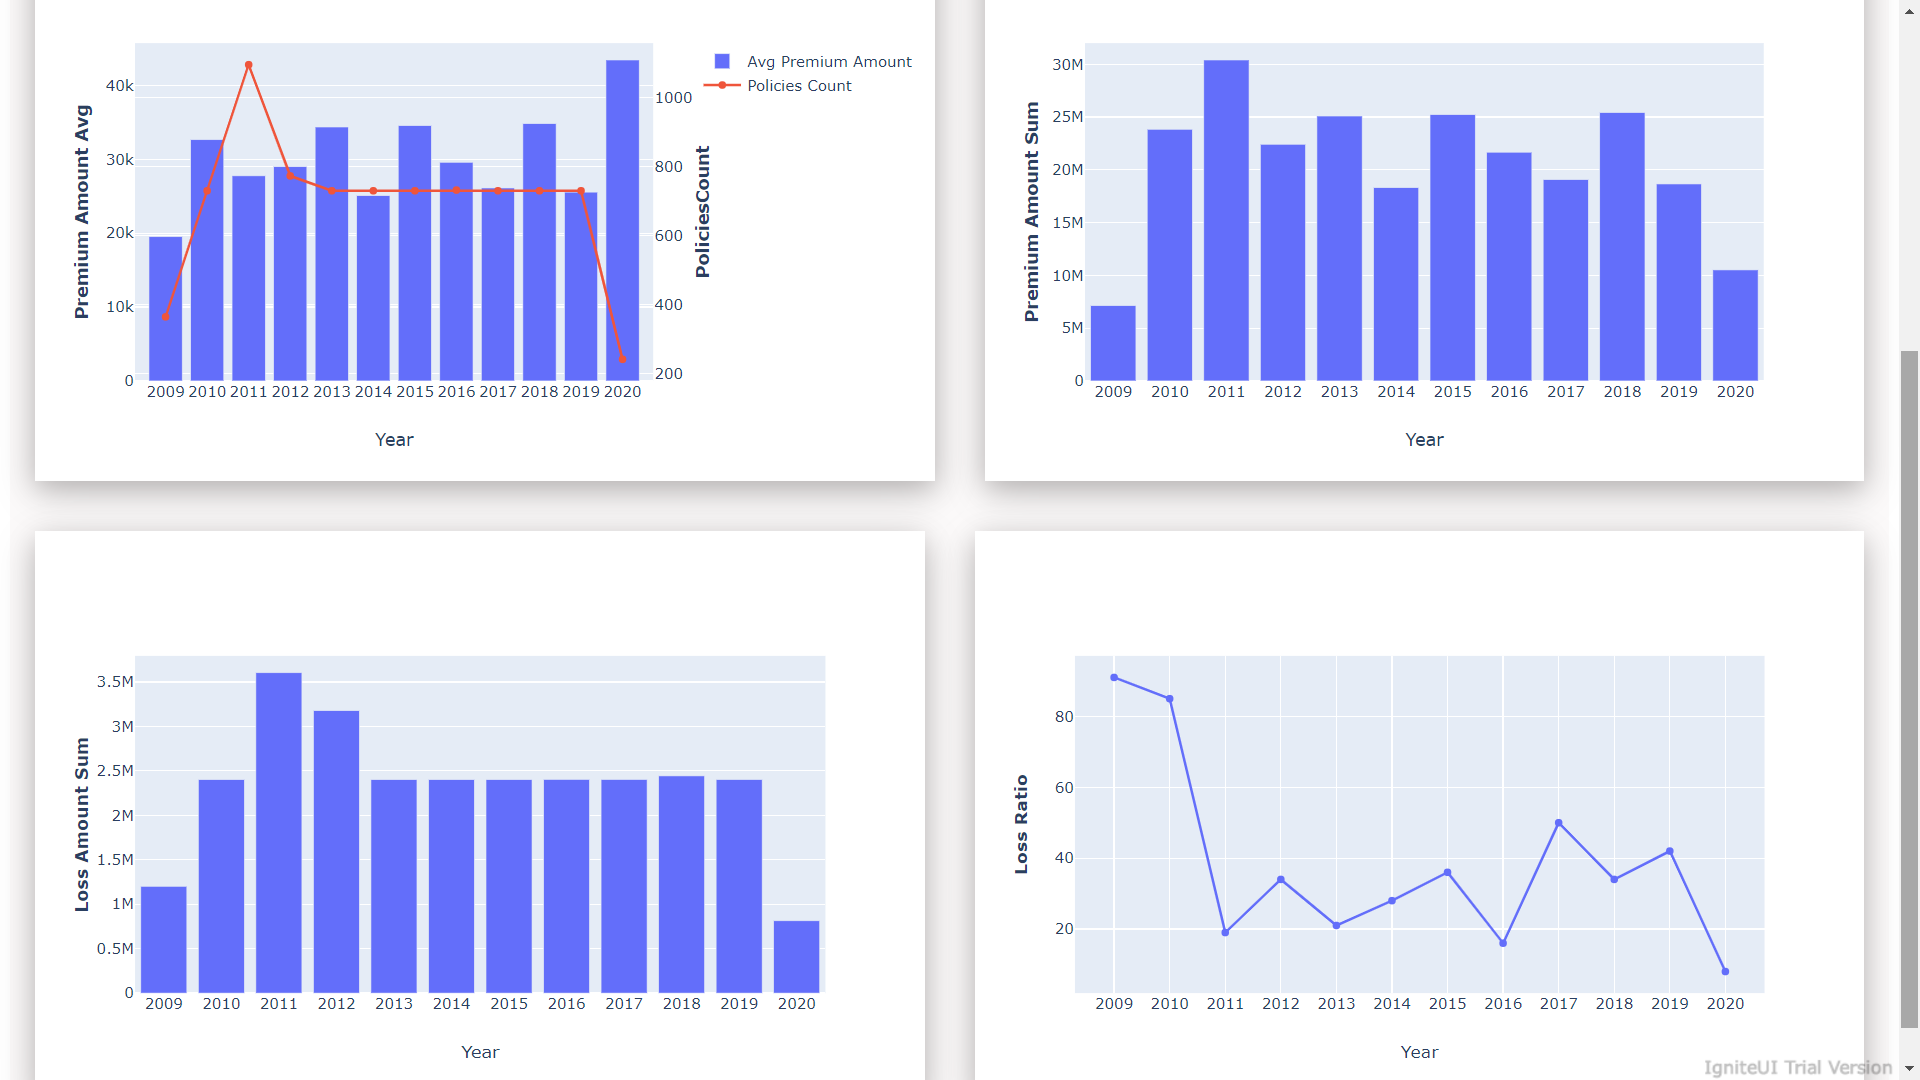 Avg Premium Amount
Policies Count
40k
30k
20k
10k
0
Premium Amount Avg
1000
800
600
400
200
PoliciesCount
2009 2010 2011 2012 2013 2014 2015 2016 2017 2018 2019 2020
Year
30M
25M
20M
15M
10M
5M
0
Premium Amount Sum
2009 2010 2011 2012 2013 2014 2015 2016 2017 2018 2019 2020
Year
3.5M
3M
2.5M
2M
1.5M
1M
0.5M
0
Loss Amount Sum
2009 2010 2011 2012 2013 2014 2015 2016 2017 2018 2019 2020
Year
80
60
40
20
Loss Ratio
2009 2010 2011 2012 2013 2014 2015 2016 2017 2018 2019 2020
Year
IgniteUI Trial Version